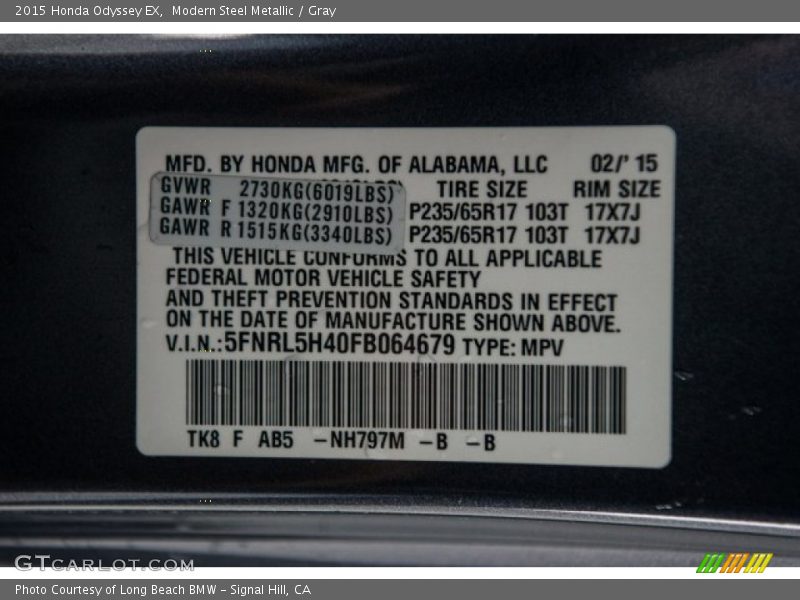 2015 Honda Odyssey EX, Modern Steel Metallic / Gray
MFD. BY HONDA MFG. OF ALABAMA, LLC 02/' 15
GVWR 2730KG(6019LBS) TIRE SIZE RIM SIZE
GAWR F 1320KG(2910LBS) P235/65R17 103T 17X7J
GAWR R 1515KG(3340LBS) P235/65R17 103T 17X7J
THIS VEHICLE CONFORMS TO ALL APPLICABLE
FEDERAL MOTOR VEHICLE SAFETY
AND THEFT PREVENTION STANDARDS IN EFFECT
ON THE DATE OF MANUFACTURE SHOWN ABOVE.
V.I.N.:5FNRL5H40FB064679 TYPE: MPV
TK8 F AB5 -NH797M -B -B
GTCARLOT.COM
Photo Courtesy of Long Beach BMW - Signal Hill, CA